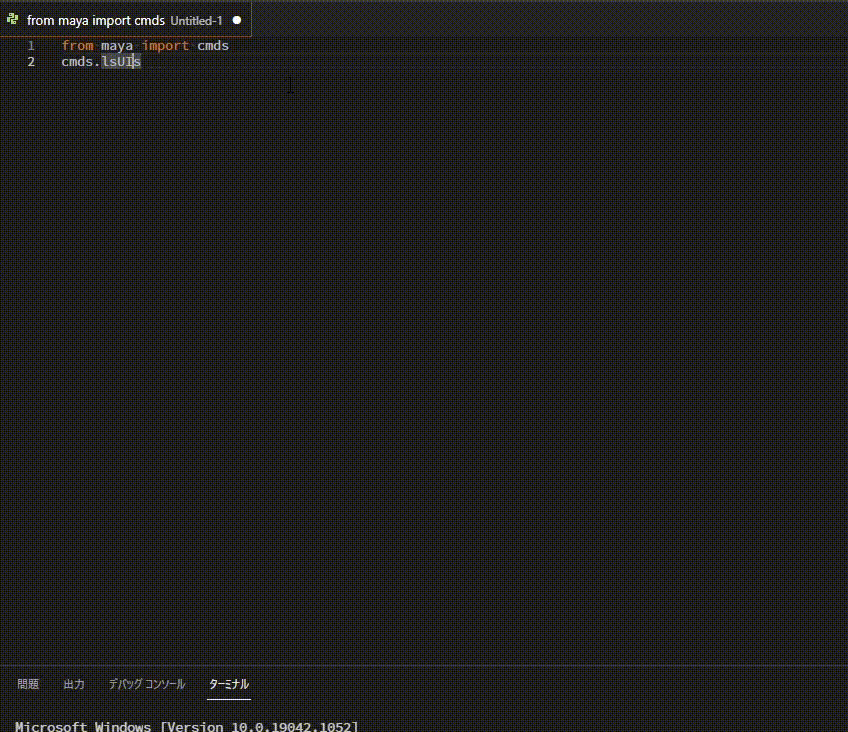 from maya import cmds Untitled-1
1 from maya import cmds
2 cmds.lsUIs
問題 出力 デバッグ コンソール ターミナル
Microsoft Windows [Version 10.0.19042.1052]